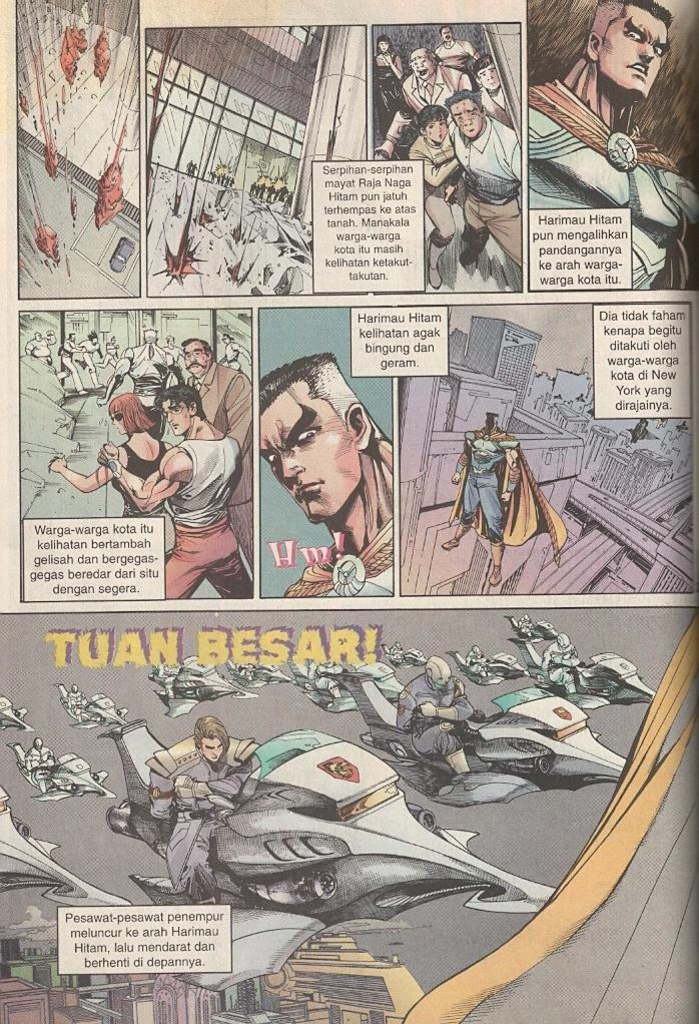 Serpihan-serpihan
mayat Raja Naga
Hitam pun jatuh
terhempas ke atas
tanah. Manakala
warga-warga
kota itu masih
kelihatan ketakut-
takutan.
Harimau Hitam
pun mengalihkan
pandangannya
ke arah warga-
warga kota itu.
Warga-warga kota itu
kelihatan bertambah
gelisah dan bergegas-
gegas beredar dari situ
dengan segera.
Harimau Hitam
kelihatan agak
bingung dan
geram.
Hm!
Dia tidak faham
kenapa begitu
ditakuti oleh
warga-warga
kota di New
York yang
dirajainya.
TUAN BESAR!
Pesawat-pesawat penempur
meluncur ke arah Harimau
Hitam, lalu mendarat dan
berhenti di depannya.